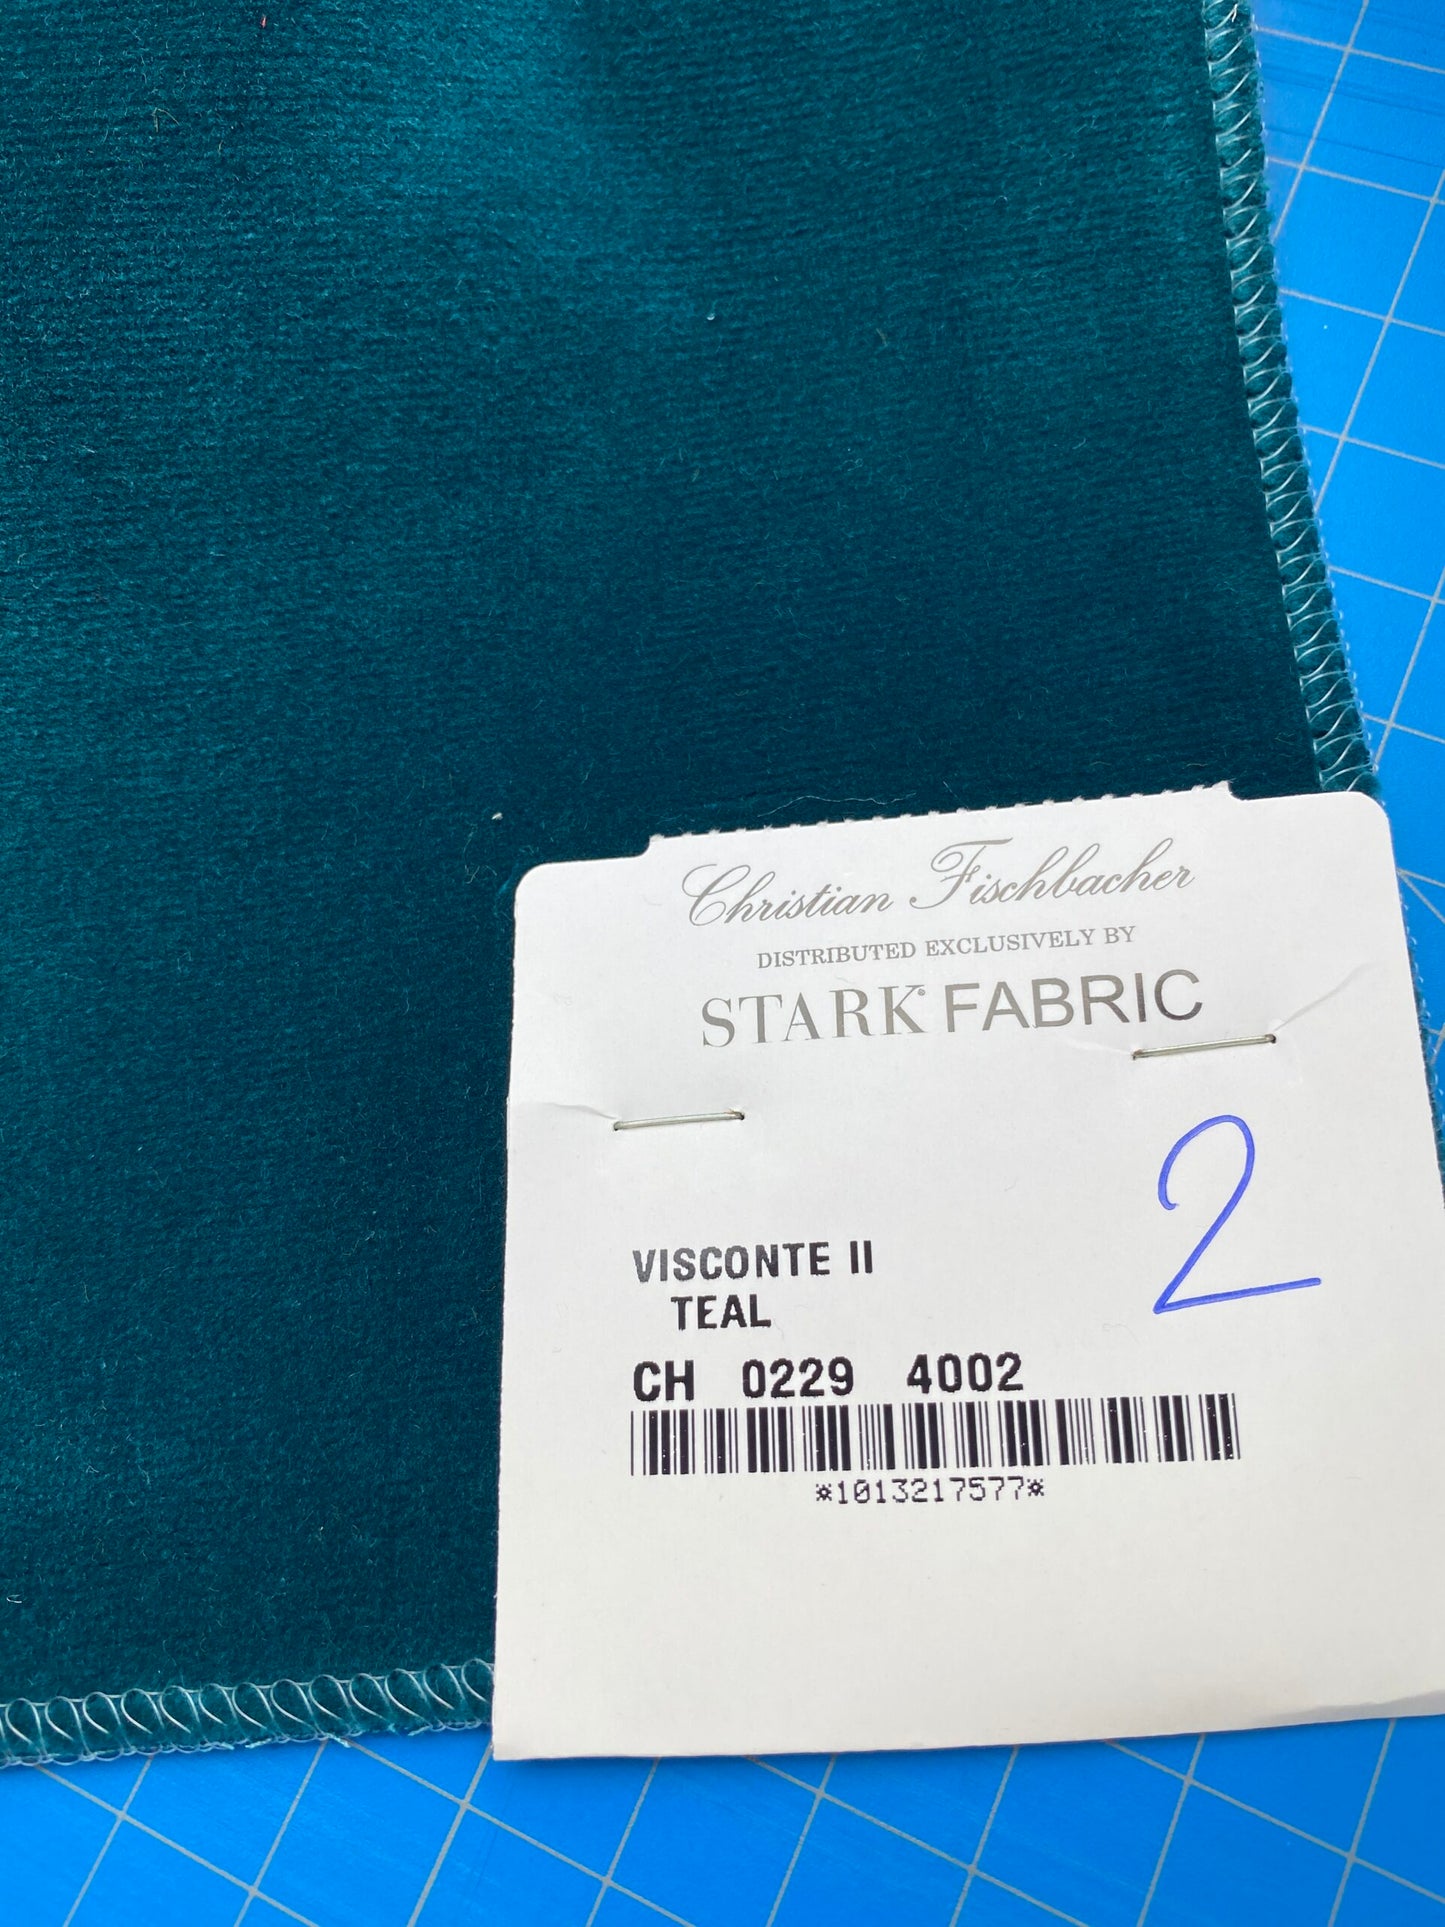 Christian Fischbacher
DISTRIBUTED EXCLUSIVELY BY
STARK® FABRIC
2
VISCONTE II
TEAL
CH 0229 4002
*1013217577*